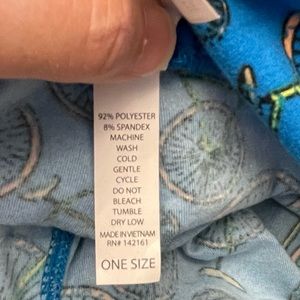 92% POLYESTER
8% SPANDEX
MACHINE
WASH
COLD
GENTLE
CYCLE
DO NOT
BLEACH
TUMBLE
DRY LOW
MADE IN VIETNAM
RN# 142161
ONE SIZE